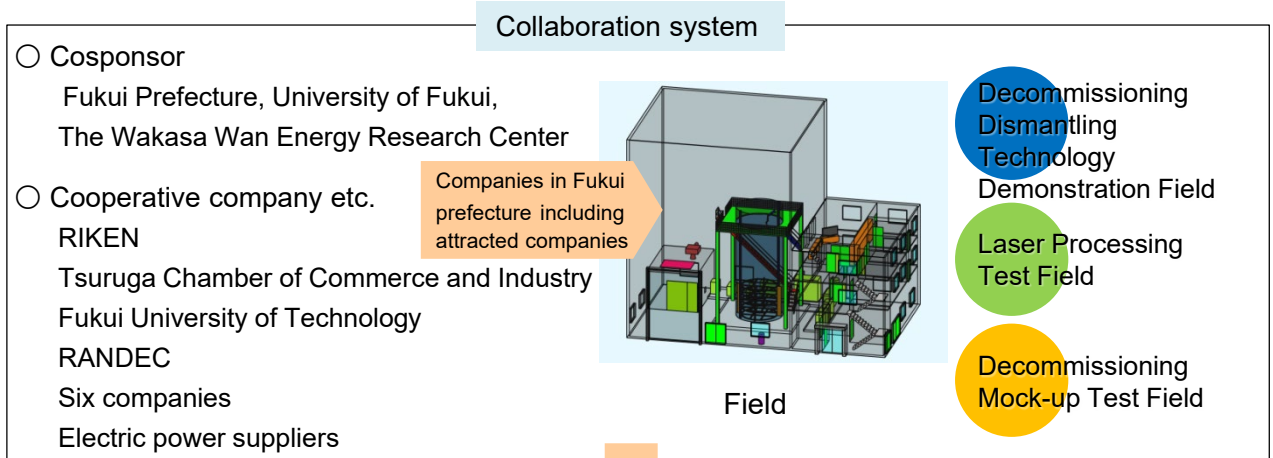 Collaboration system
○ Cosponsor
Fukui Prefecture, University of Fukui,
The Wakasa Wan Energy Research Center
○ Cooperative company etc.
RIKEN
Tsuruga Chamber of Commerce and Industry
Fukui University of Technology
RANDEC
Six companies
Electric power suppliers
Companies in Fukui
prefecture including
attracted companies
Field
Decommissioning
Dismantling
Technology
Demonstration Field
Laser Processing
Test Field
Decommissioning
Mock-up Test Field